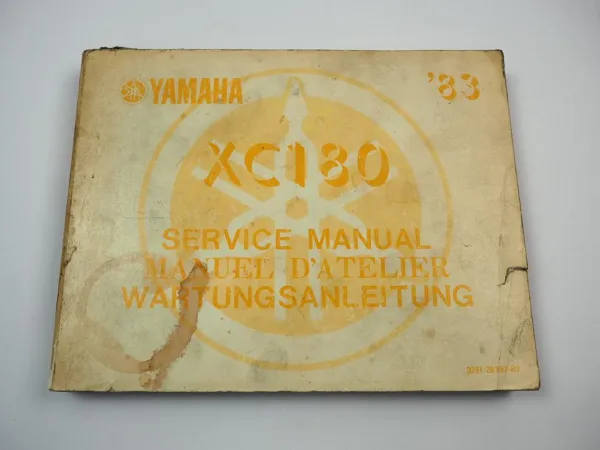 YAMAHA '83
XC180
SERVICE MANUAL
MANUEL D'ATELIER
WARTUNGSANLEITUNG